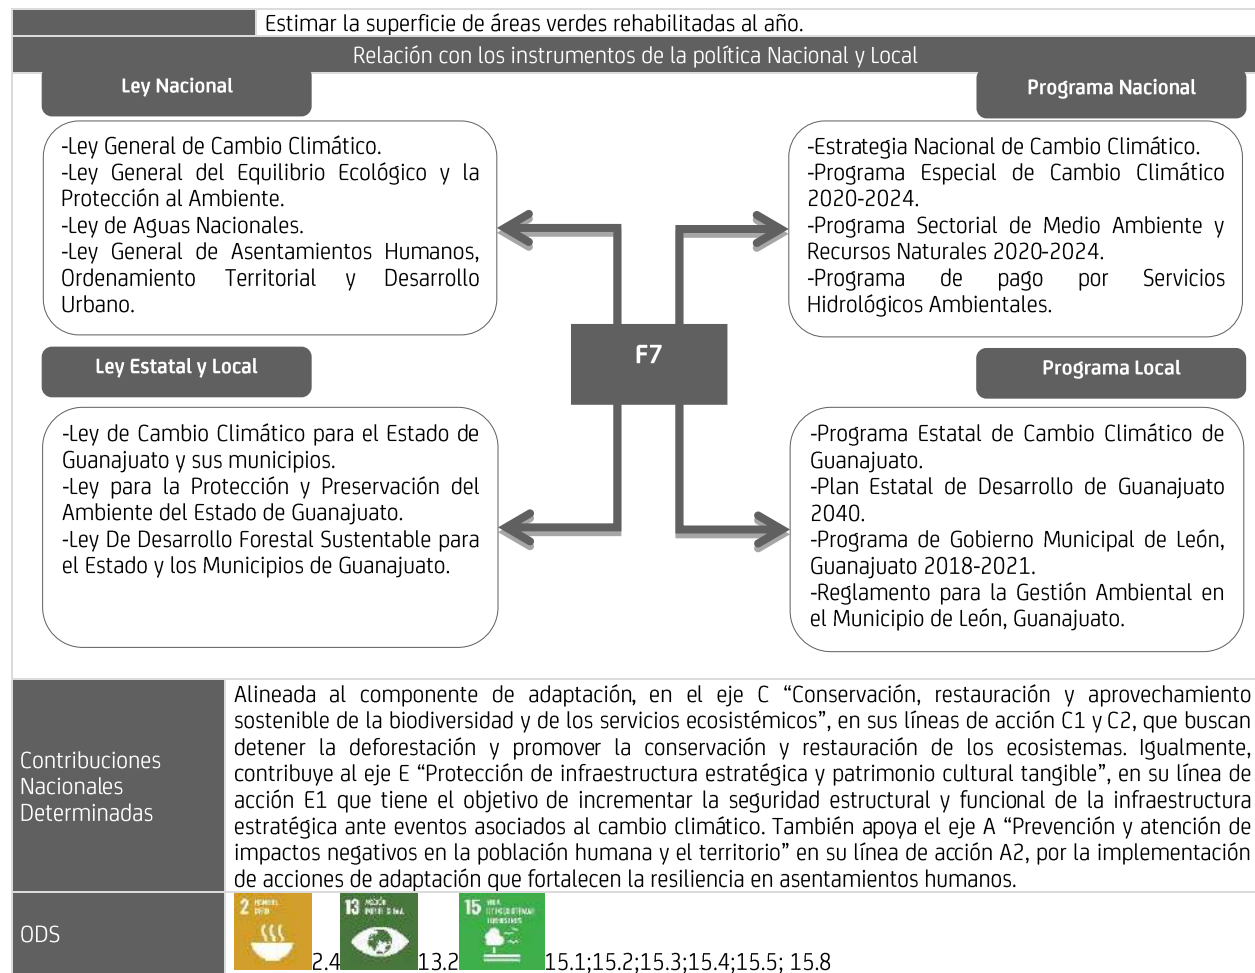 Estimar la superficie de áreas verdes rehabilitadas al año.
Relación con los instrumentos de la política Nacional y Local
Ley Nacional
-Ley General de Cambio Climático.
-Ley General del Equilibrio Ecológico y la
Protección al Ambiente.
-Ley de Aguas Nacionales.
-Ley General de Asentamientos Humanos,
Ordenamiento Territorial y Desarrollo
Urbano.
Programa Nacional
-Estrategia Nacional de Cambio Climático.
-Programa Especial de Cambio Climático
2020-2024.
-Programa Sectorial de Medio Ambiente y
Recursos Naturales 2020-2024.
-Programa de pago por Servicios
Hidrológicos Ambientales.
F7
Ley Estatal y Local
-Ley de Cambio Climático para el Estado de
Guanajuato y sus municipios.
-Ley para la Protección y Preservación del
Ambiente del Estado de Guanajuato.
-Ley De Desarrollo Forestal Sustentable para
el Estado y los Municipios de Guanajuato.
Programa Local
-Programa Estatal de Cambio Climático de
Guanajuato.
-Plan Estatal de Desarrollo de Guanajuato
2040.
-Programa de Gobierno Municipal de León,
Guanajuato 2018-2021.
-Reglamento para la Gestión Ambiental en
el Municipio de León, Guanajuato.
Contribuciones
Nacionales
Determinadas
Alineada al componente de adaptación, en el eje C “Conservación, restauración y aprovechamiento
sostenible de la biodiversidad y de los servicios ecosistémicos”, en sus líneas de acción C1 y C2, que buscan
detener la deforestación y promover la conservación y restauración de los ecosistemas. Igualmente,
contribuye al eje E “Protección de infraestructura estratégica y patrimonio cultural tangible”, en su línea de
acción E1 que tiene el objetivo de incrementar la seguridad estructural y funcional de la infraestructura
estratégica ante eventos asociados al cambio climático. También apoya el eje A “Prevención y atención de
impactos negativos en la población humana y el territorio” en su línea de acción A2, por la implementación
de acciones de adaptación que fortalecen la resiliencia en asentamientos humanos.
ODS
2
2.4
13 ACCIÓN
13.2
15 VIDA
15.1;15.2;15.3;15.4;15.5; 15.8